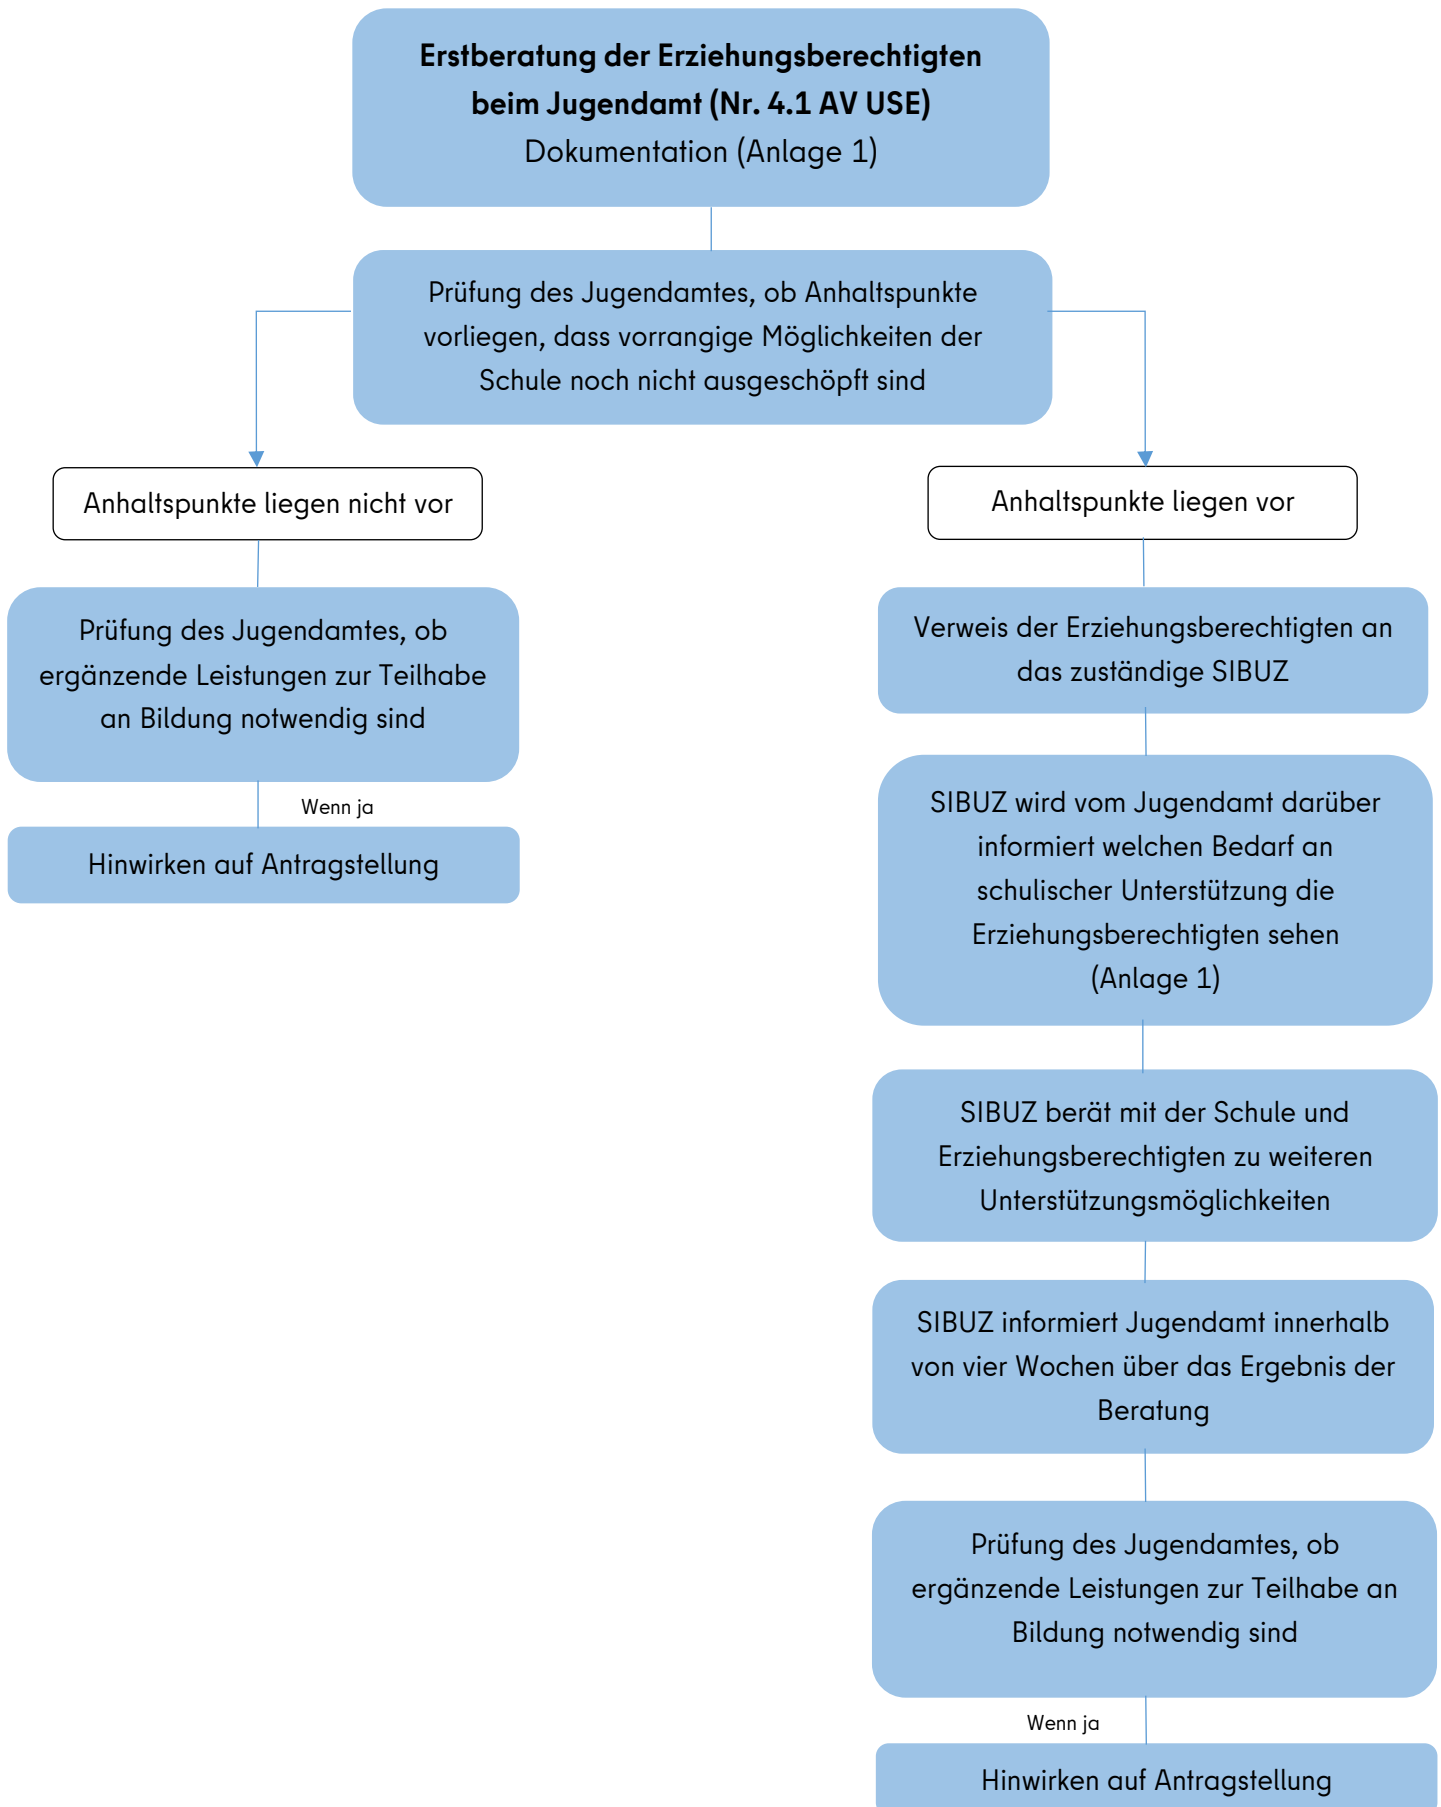 Erstberatung der Erziehungsberechtigten
beim Jugendamt (Nr. 4.1 AV USE)
Dokumentation (Anlage 1)
Prüfung des Jugendamtes, ob Anhaltspunkte
vorliegen, dass vorrangige Möglichkeiten der
Schule noch nicht ausgeschöpft sind
Anhaltspunkte liegen nicht vor
Prüfung des Jugendamtes, ob
ergänzende Leistungen zur Teilhabe
an Bildung notwendig sind
Wenn ja
Hinwirken auf Antragstellung
Anhaltspunkte liegen vor
Verweis der Erziehungsberechtigten an
das zuständige SIBUZ
SIBUZ wird vom Jugendamt darüber
informiert welchen Bedarf an
schulischer Unterstützung die
Erziehungsberechtigten sehen
(Anlage 1)
SIBUZ berät mit der Schule und
Erziehungsberechtigten zu weiteren
Unterstützungsmöglichkeiten
SIBUZ informiert Jugendamt innerhalb
von vier Wochen über das Ergebnis der
Beratung
Prüfung des Jugendamtes, ob
ergänzende Leistungen zur Teilhabe an
Bildung notwendig sind
Wenn ja
Hinwirken auf Antragstellung